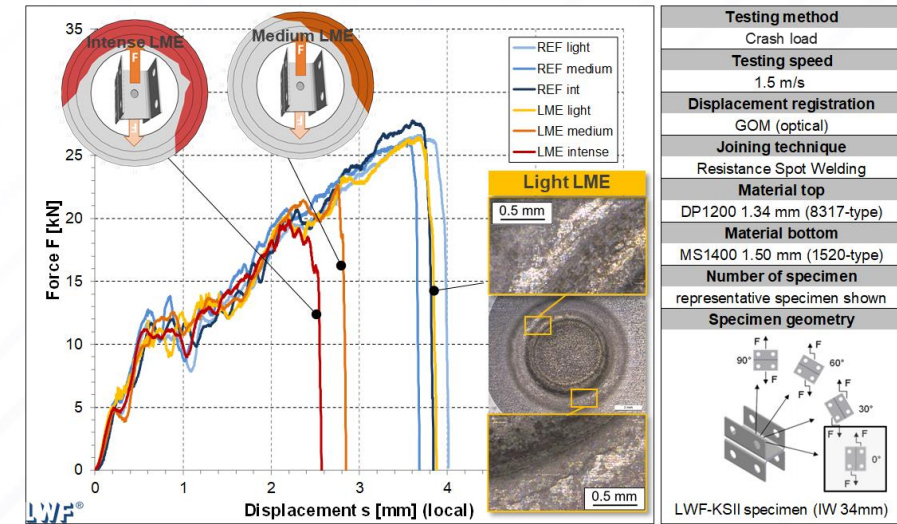 35
30
25
20
15
10
5
0
Force F [kN]
0
1
2
3
4
Displacement s [mm] (local)
Intense LME
F
F
Medium LME
F
F
REF light
REF medium
REF int
LME light
LME medium
LME intense
Light LME
0.5 mm
0.5 mm
LWF®
Testing method
Crash load
Testing speed
1.5 m/s
Displacement registration
GOM (optical)
Joining technique
Resistance Spot Welding
Material top
DP1200 1.34 mm (8317-type)
Material bottom
MS1400 1.50 mm (1520-type)
Number of specimen
representative specimen shown
Specimen geometry
F
90°
F
F
60°
F
F
30°
F
F
0°
F
LWF-KSII specimen (IW 34mm)